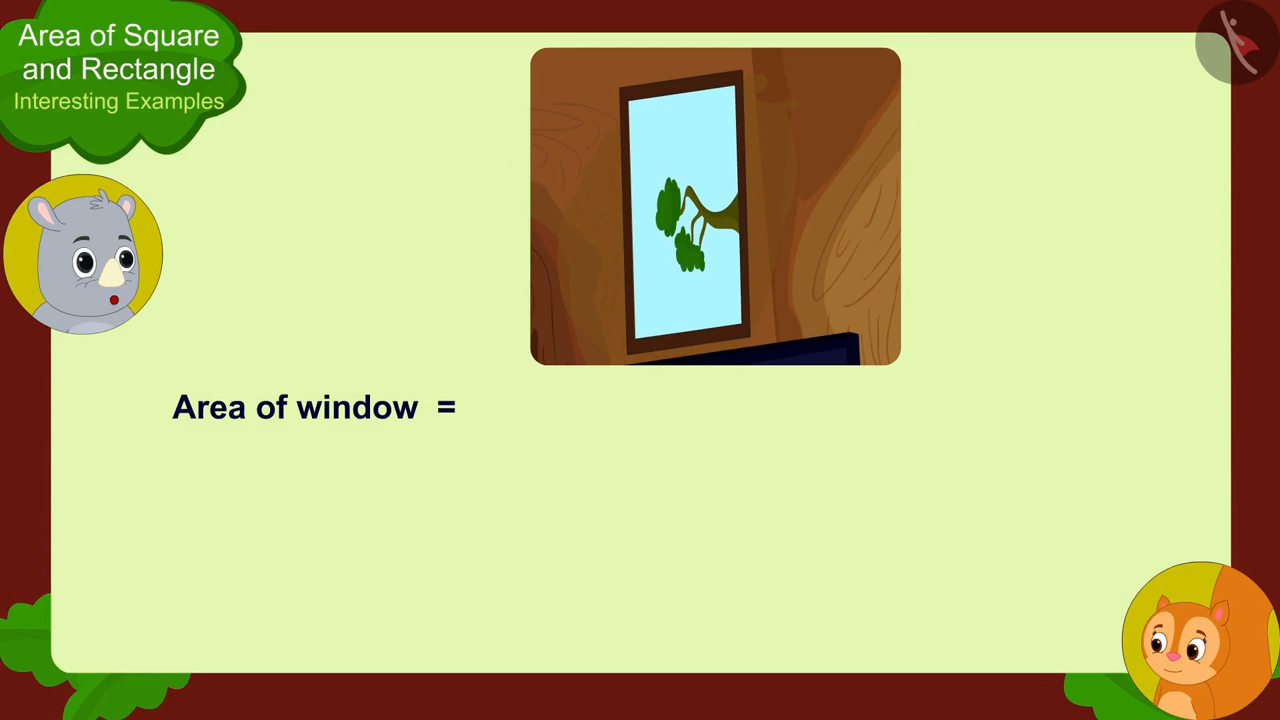 Area of Square
and Rectangle
Interesting Examples
Area of window =